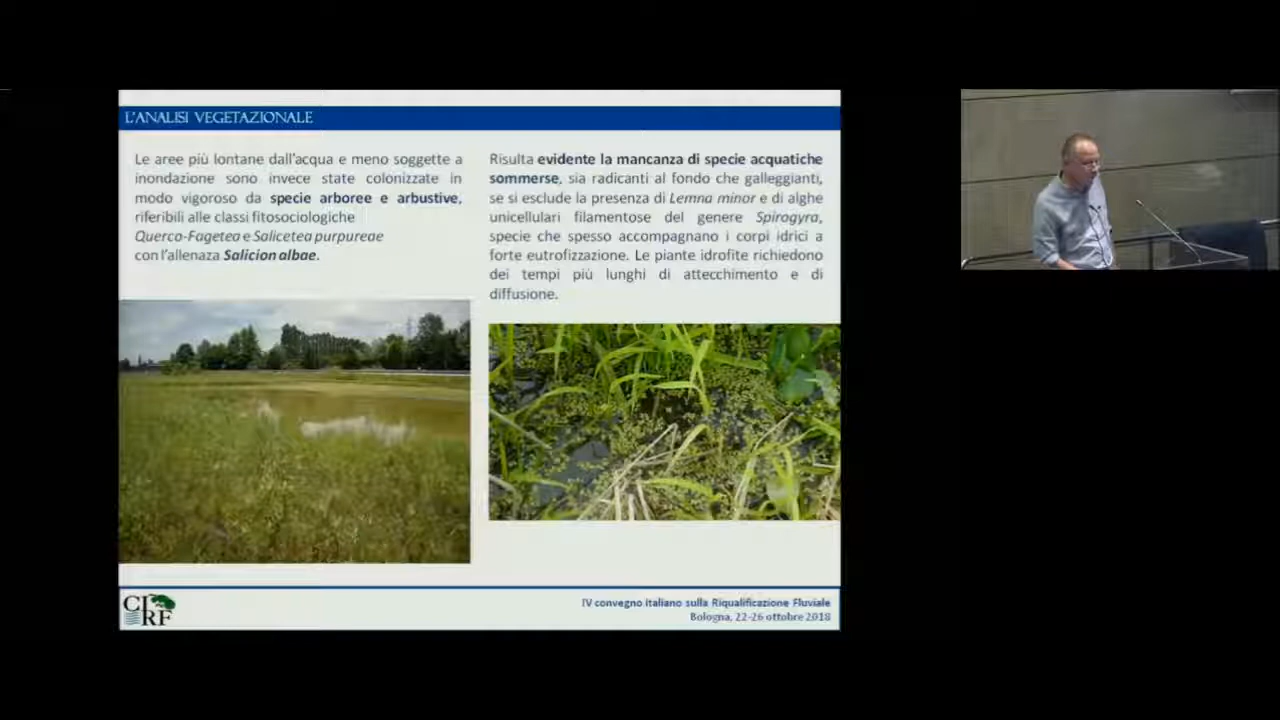 L'ANALISI VEGETAZIONALE
Le aree più lontane dall'acqua e meno soggette a
inondazione sono invece state colonizzate in
modo vigoroso da specie arboree e arbustive,
riferibili alle classi fitosociologiche
Querco-Fagetea e Salicetea purpureae
con l'allenaza Salicion albae.
Risulta evidente la mancanza di specie acquatiche
sommerse, sia radicanti al fondo che galleggianti,
se si esclude la presenza di Lemna minor e di alghe
unicellulari filamentose del genere Spirogyra,
specie che spesso accompagnano i corpi idrici a
forte eutrofizzazione. Le piante idrofite richiedono
dei tempi più lunghi di attecchimento e di
diffusione.
CIRF
IV convegno italiano sulla Riqualificazione Fluviale
Bologna, 22-26 ottobre 2018